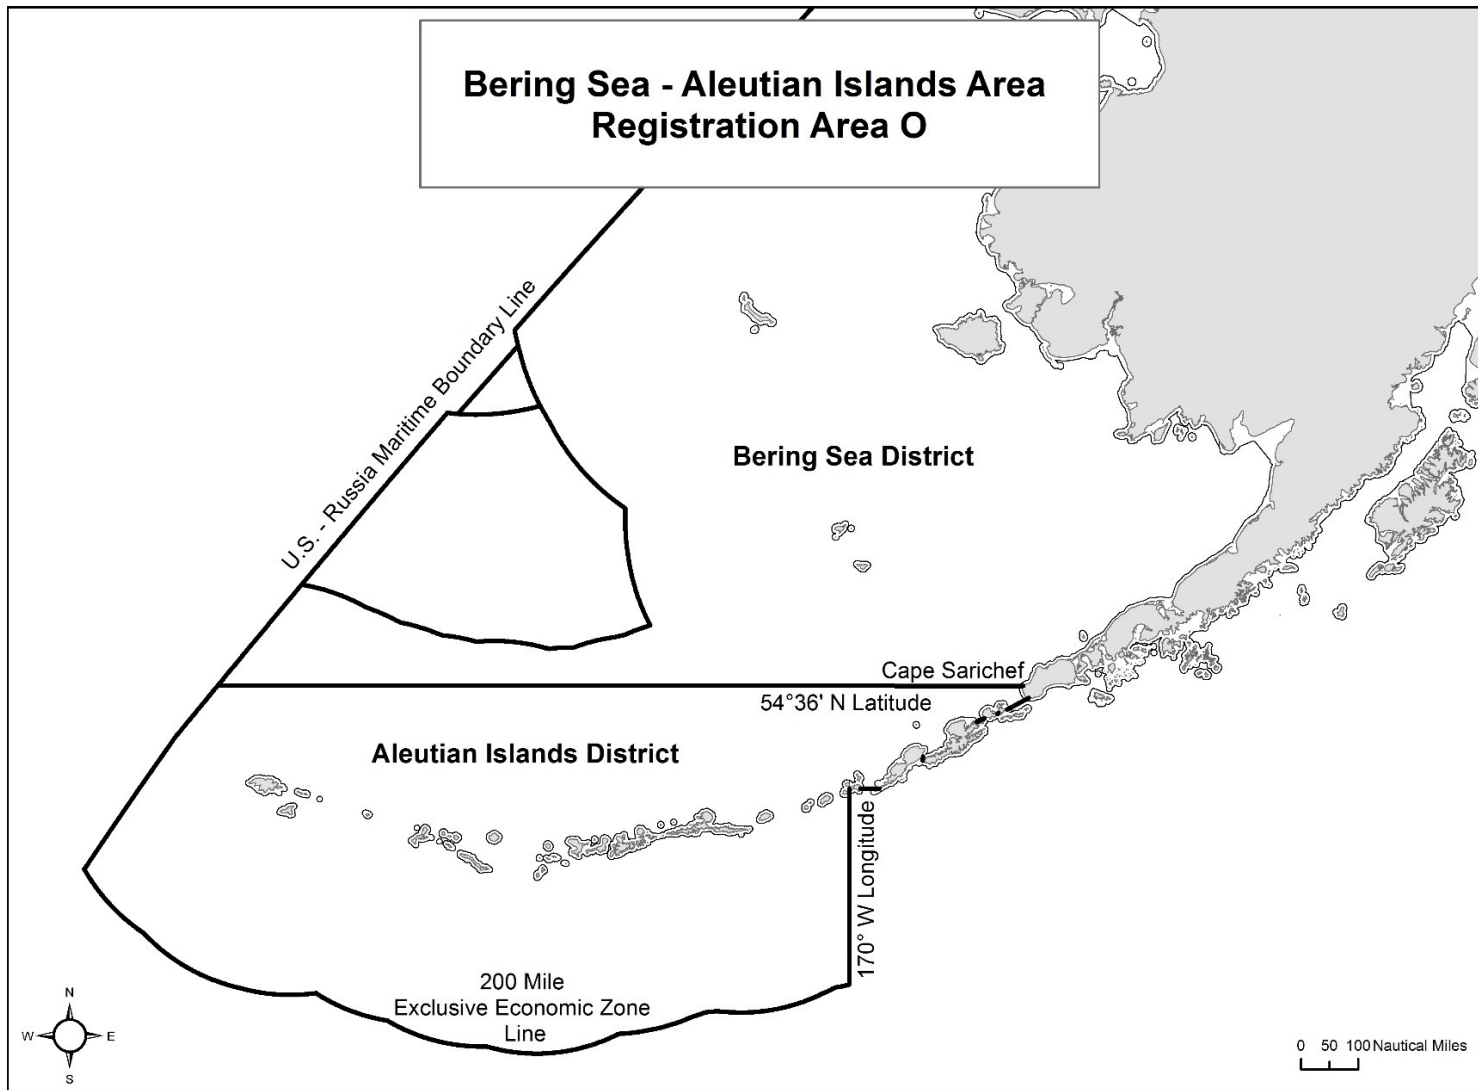 Bering Sea - Aleutian Islands Area
Registration Area O
U.S. - Russia Maritime Boundary Line
Bering Sea District
Cape Sarichef
54°36' N Latitude
Aleutian Islands District
170° W Longitude
200 Mile
Exclusive Economic Zone
Line
N
W
E
S
0 50 100 Nautical Miles